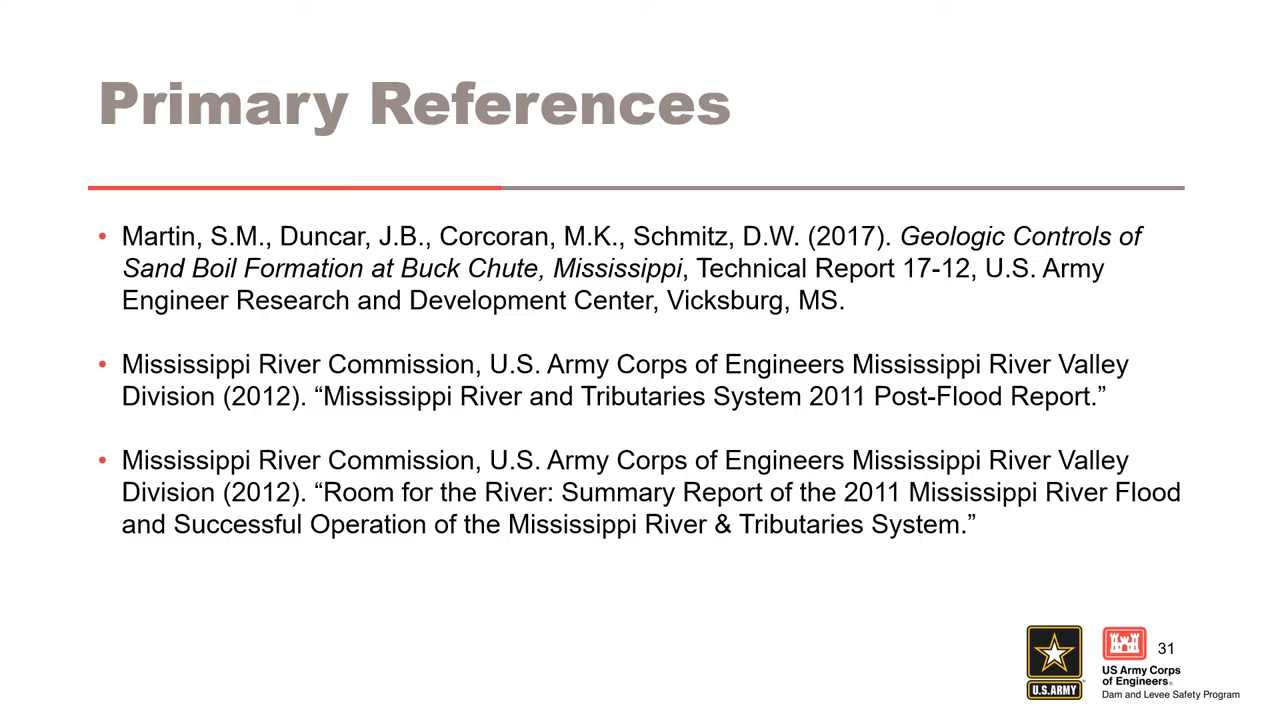 Primary References
• Martin, S.M., Duncar, J.B., Corcoran, M.K., Schmitz, D.W. (2017). Geologic Controls of
Sand Boil Formation at Buck Chute, Mississippi, Technical Report 17-12, U.S. Army
Engineer Research and Development Center, Vicksburg, MS.
• Mississippi River Commission, U.S. Army Corps of Engineers Mississippi River Valley
Division (2012). “Mississippi River and Tributaries System 2011 Post-Flood Report.”
• Mississippi River Commission, U.S. Army Corps of Engineers Mississippi River Valley
Division (2012). “Room for the River: Summary Report of the 2011 Mississippi River Flood
and Successful Operation of the Mississippi River & Tributaries System.”
U.S.ARMY
31
US Army Corps
of Engineers®
Dam and Levee Safety Program